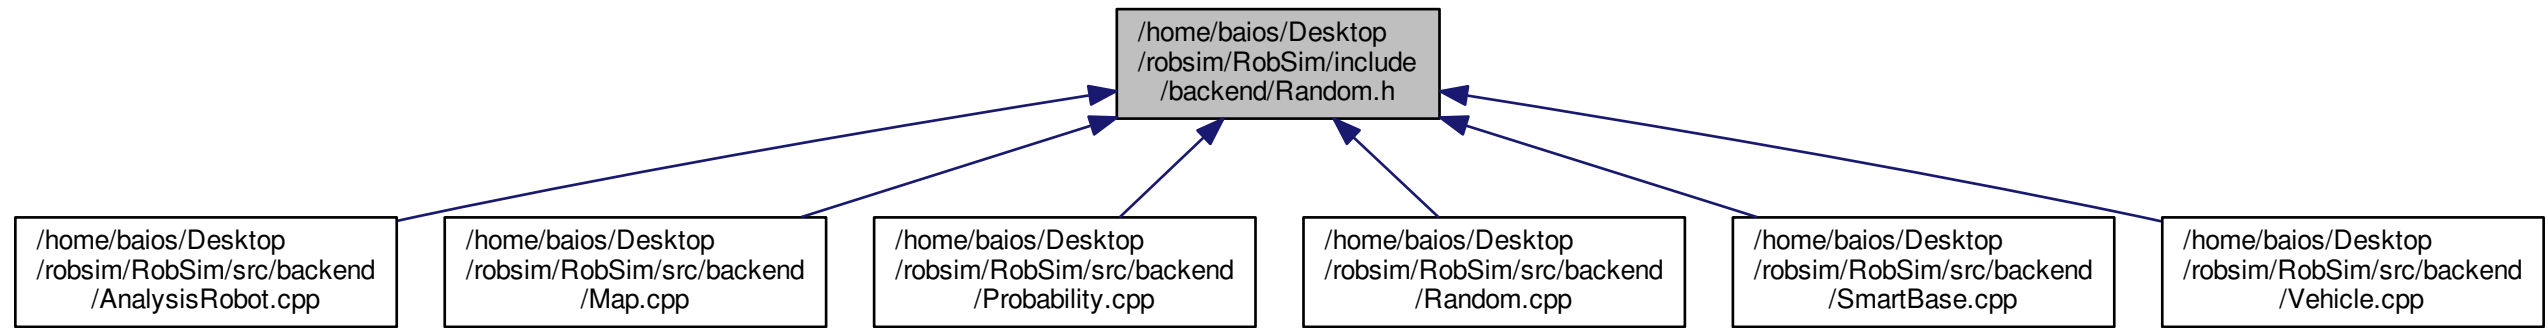 /home/baios/Desktop
/robsim/RobSim/include
/backend/Random.h
/home/baios/Desktop
/robsim/RobSim/src/backend
/AnalysisRobot.cpp
/home/baios/Desktop
/robsim/RobSim/src/backend
/Map.cpp
/home/baios/Desktop
/robsim/RobSim/src/backend
/Probability.cpp
/home/baios/Desktop
/robsim/RobSim/src/backend
/Random.cpp
/home/baios/Desktop
/robsim/RobSim/src/backend
/SmartBase.cpp
/home/baios/Desktop
/robsim/RobSim/src/backend
/Vehicle.cpp